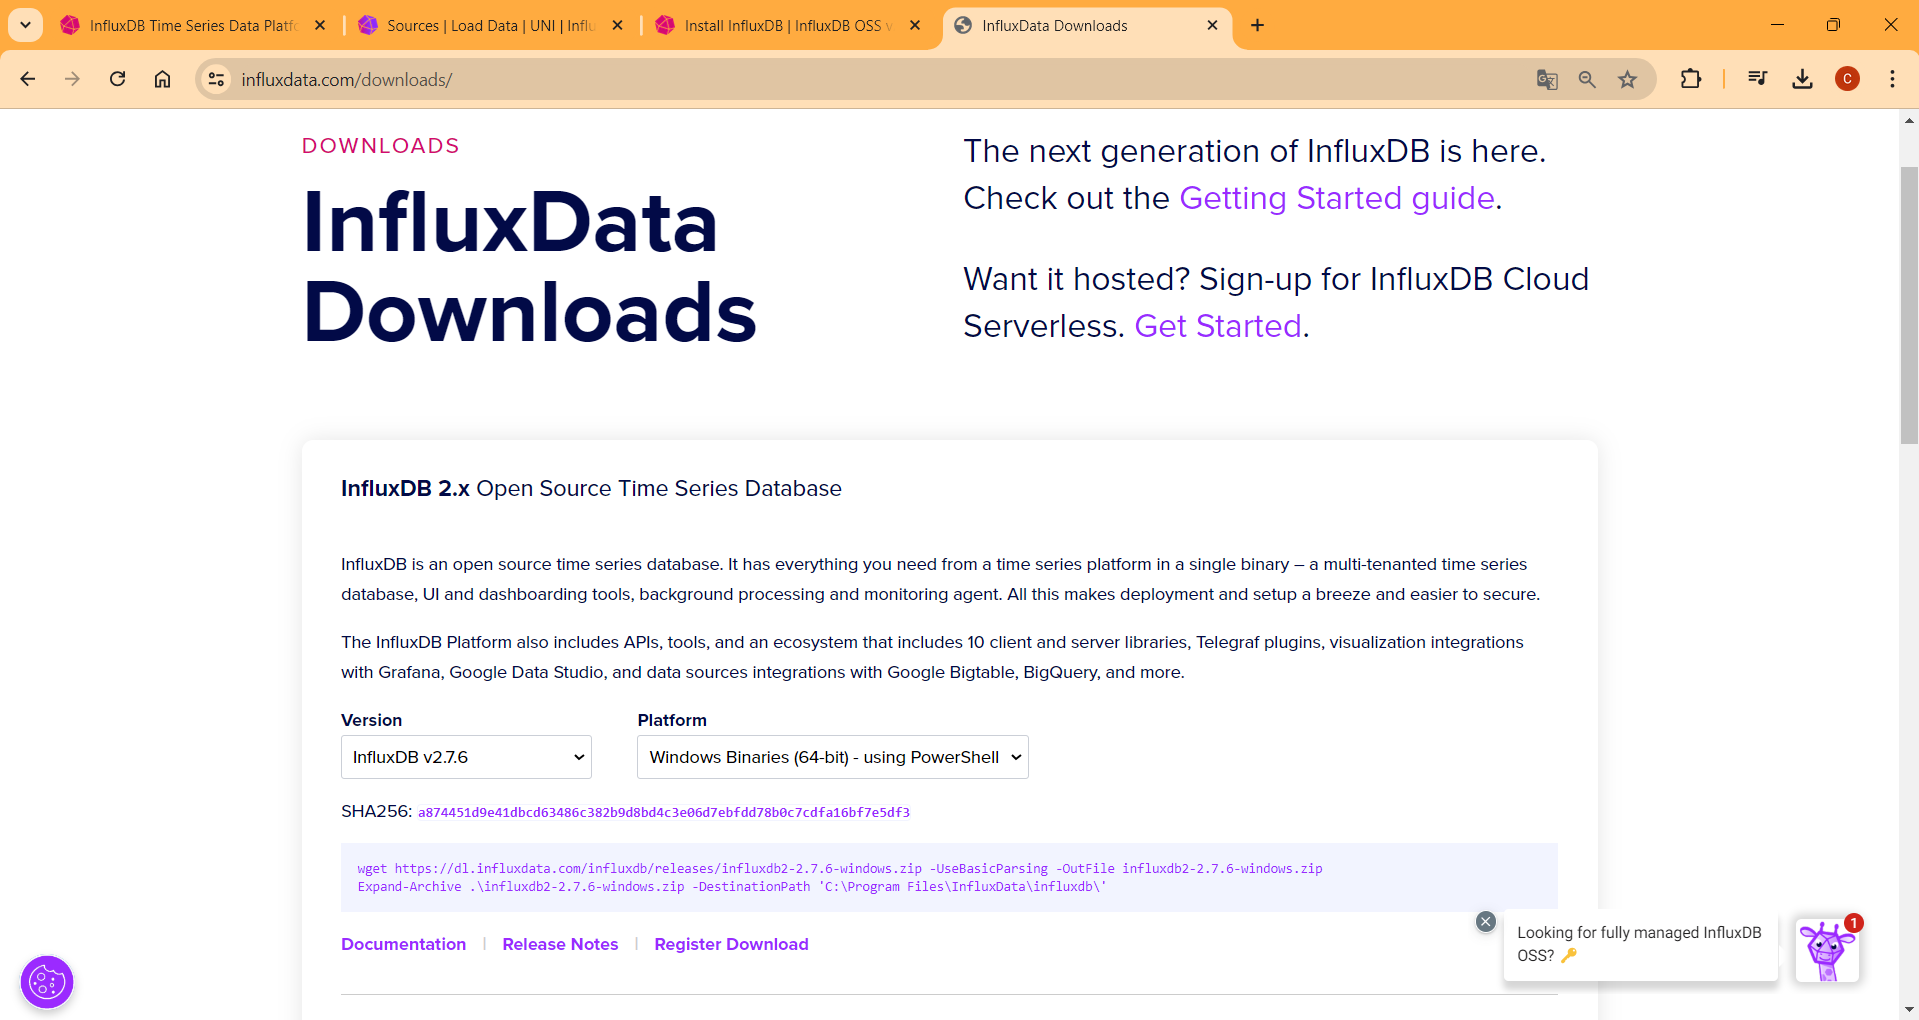 InfluxDB Time Series Data Platfo
Sources | Load Data | UNI | Influ
Install InfluxDB | InfluxDB OSS v
InfluxData Downloads
influxdata.com/downloads/
C
DOWNLOADS
InfluxData
Downloads
The next generation of InfluxDB is here.
Check out the Getting Started guide.
Want it hosted? Sign-up for InfluxDB Cloud
Serverless. Get Started.
InfluxDB 2.x Open Source Time Series Database
InfluxDB is an open source time series database. It has everything you need from a time series platform in a single binary – a multi-tenanted time series
database, UI and dashboarding tools, background processing and monitoring agent. All this makes deployment and setup a breeze and easier to secure.
The InfluxDB Platform also includes APIs, tools, and an ecosystem that includes 10 client and server libraries, Telegraf plugins, visualization integrations
with Grafana, Google Data Studio, and data sources integrations with Google Bigtable, BigQuery, and more.
Version Platform
InfluxDB v2.7.6 Windows Binaries (64-bit) - using PowerShell
SHA256: a874451d9e41dbcd63486c382b9d8bd4c3e06d7ebfdd78b0c7cdfa16bf7e5df3
wget https://dl.influxdata.com/influxdb/releases/influxdb2-2.7.6-windows.zip -UseBasicParsing -OutFile influxdb2-2.7.6-windows.zip
Expand-Archive .\influxdb2-2.7.6-windows.zip -DestinationPath 'C:\Program Files\InfluxData\influxdb\'
Documentation | Release Notes | Register Download
Looking for fully managed InfluxDB
OSS? 🔑
1